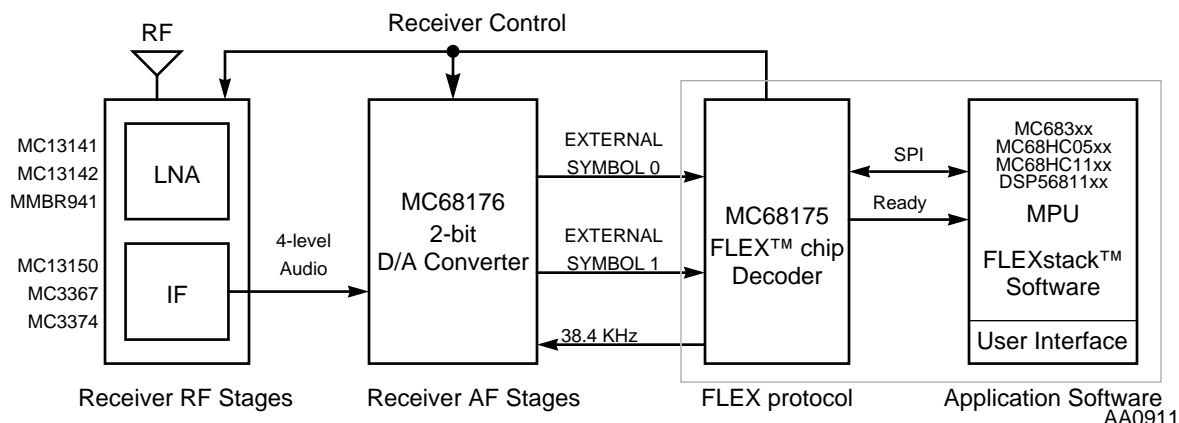 RF
Receiver Control
MC13141
MC13142
MMBR941
LNA
MC13150
MC3367
MC3374
IF
4-level
Audio
MC68176
2-bit
D/A Converter
EXTERNAL
SYMBOL 0
EXTERNAL
SYMBOL 1
38.4 KHz
MC68175
FLEX™ chip
Decoder
SPI
Ready
MC683xx
MC68HC05xx
MC68HC11xx
DSP56811xx
MPU
FLEXstack™
Software
User Interface
Receiver RF Stages
Receiver AF Stages
FLEX protocol
Application Software
AA0911